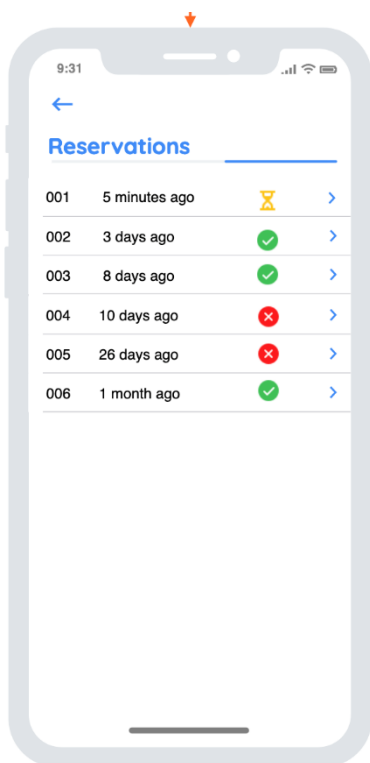 9:31
Reservations
001 5 minutes ago
002 3 days ago
003 8 days ago
004 10 days ago
005 26 days ago
006 1 month ago